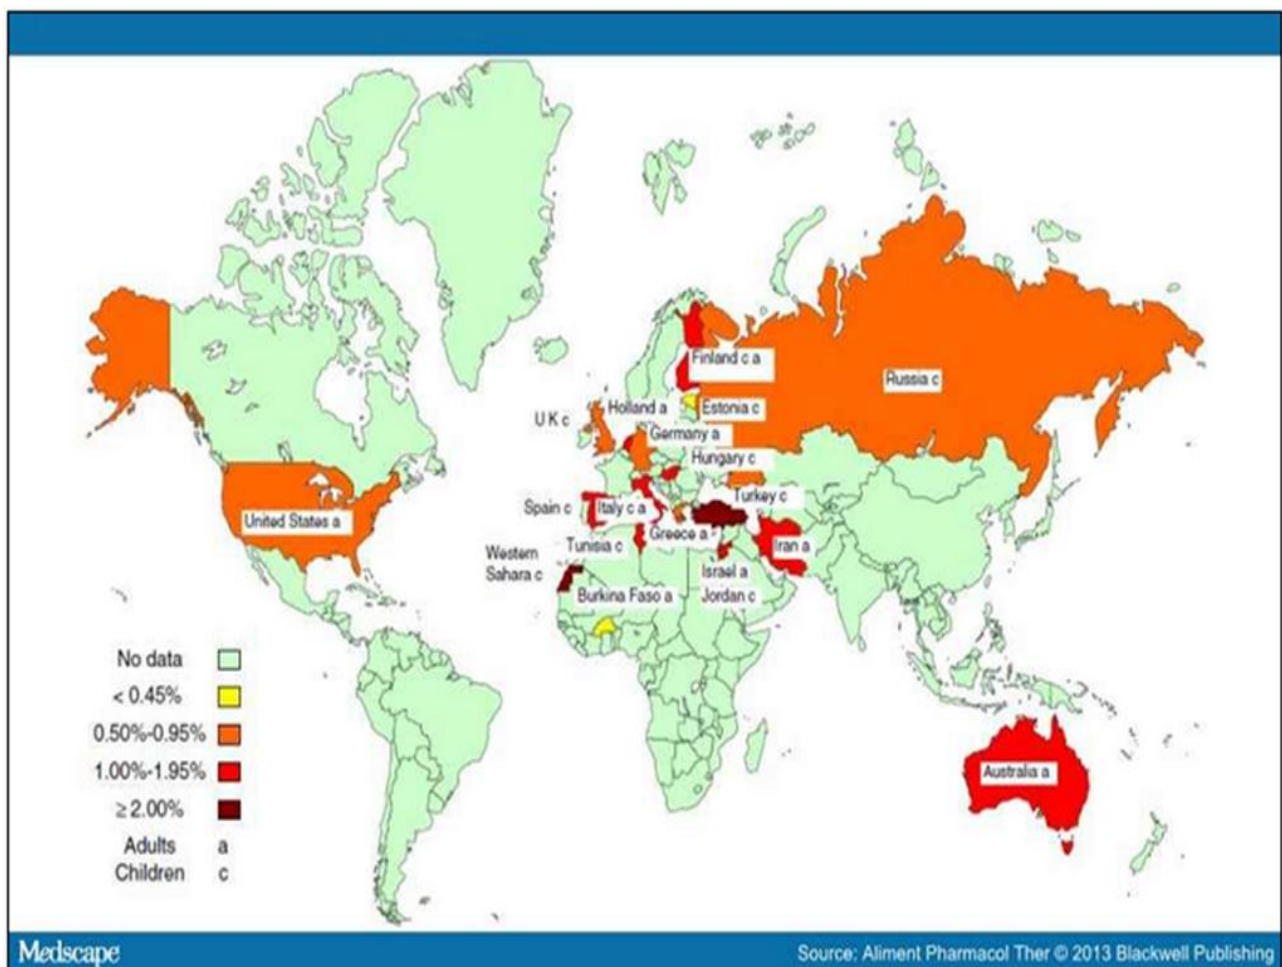 Finland c a
Russia c
Holland a
Estonia c
U K c
Germany a
Hungary c
Turkey c
Spain c
Italy c a
United States a
Greece a
Tunisia c
Iran a
Western
Sahara c
Israel a
Burkina Faso a
Jordan c
No data
< 0.45%
0.50%-0.95%
1.00%-1.95%
≥ 2.00%
Adults a
Children c
Australia a
Medscape
Source: Aliment Pharmacol Ther © 2013 Blackwell Publishing